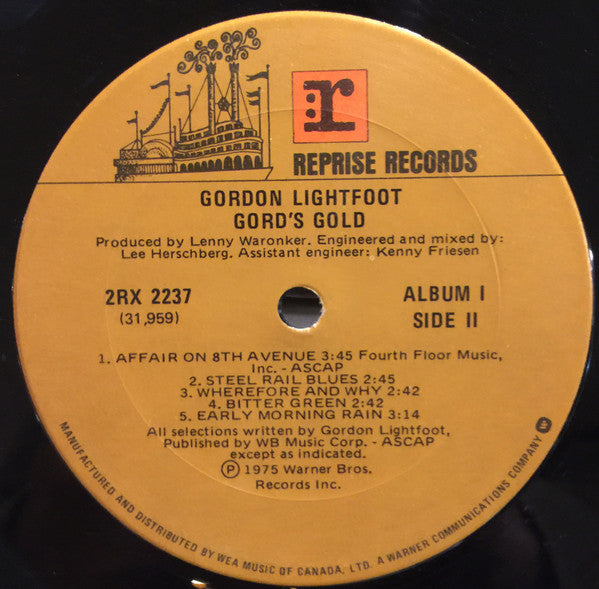 :r
REPRISE RECORDS
GORDON LIGHTFOOT
GORD'S GOLD
Produced by Lenny Waronker. Engineered and mixed by:
Lee Herschberg. Assistant engineer: Kenny Friesen
2RX 2237
(31,959)
ALBUM I
SIDE II
1. AFFAIR ON 8TH AVENUE 3:45 Fourth Floor Music,
Inc. - ASCAP
2. STEEL RAIL BLUES 2:45
3. WHEREFORE AND WHY 2:42
4. BITTER GREEN 2:42
5. EARLY MORNING RAIN 3:14
All selections written by Gordon Lightfoot,
Published by WB Music Corp. - ASCAP
except as indicated.
Ⓟ 1975 Warner Bros.
Records Inc.
MANUFACTURED AND DISTRIBUTED BY WEA MUSIC OF CANADA, LTD. A WARNER COMMUNICATIONS COMPANY